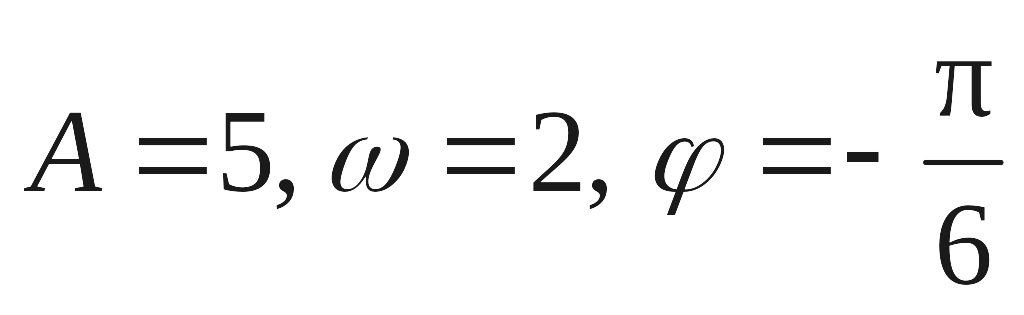 A = 5, ω = 2, φ = - π/6